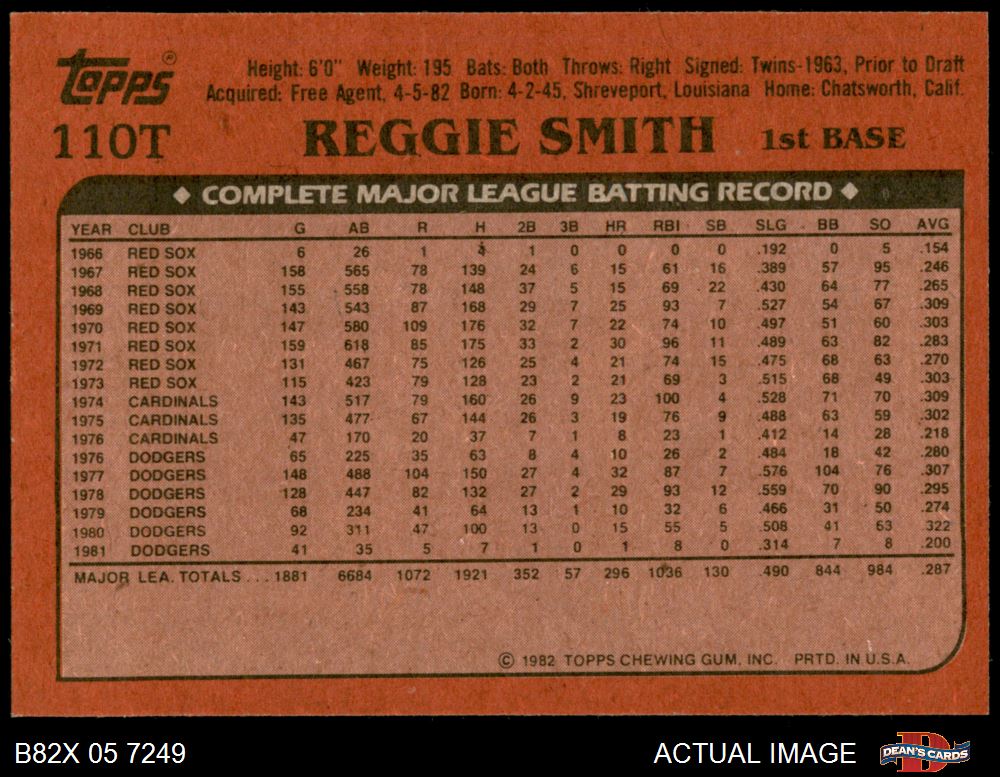 Topps®
Height: 6'0" Weight: 195 Bats: Both Throws: Right Signed: Twins-1963, Prior to Draft
Acquired: Free Agent, 4-5-82 Born: 4-2-45, Shreveport, Louisiana Home: Chatsworth, Calif.
110T REGGIE SMITH 1st BASE
◆ COMPLETE MAJOR LEAGUE BATTING RECORD ◆
YEAR CLUB G AB R H 2B 3B HR RBI SB SLG BB SO AVG
1966 RED SOX 6 26 1 4 1 0 0 0 0 .192 0 5 .154
1967 RED SOX 158 565 78 139 24 6 15 61 16 .389 57 95 .246
1968 RED SOX 155 558 78 148 37 5 15 69 22 .430 64 77 .265
1969 RED SOX 143 543 87 168 29 7 25 93 7 .527 54 67 .309
1970 RED SOX 147 580 109 176 32 7 22 74 10 .497 51 60 .303
1971 RED SOX 159 618 85 175 33 2 30 96 11 .489 63 82 .283
1972 RED SOX 131 467 75 126 25 4 21 74 15 .475 68 63 .270
1973 RED SOX 115 423 79 128 23 2 21 69 3 .515 68 49 .303
1974 CARDINALS 143 517 79 160 26 9 23 100 4 .528 71 70 .309
1975 CARDINALS 135 477 67 144 26 3 19 76 9 .488 63 59 .302
1976 CARDINALS 47 170 20 37 7 1 8 23 1 .412 14 28 .218
1976 DODGERS 65 225 35 63 8 4 10 26 2 .484 18 42 .280
1977 DODGERS 148 488 104 150 27 4 32 87 7 .576 104 76 .307
1978 DODGERS 128 447 82 132 27 2 29 93 12 .559 70 90 .295
1979 DODGERS 68 234 41 64 13 1 10 32 6 .466 31 50 .274
1980 DODGERS 92 311 47 100 13 0 15 55 5 .508 41 63 .322
1981 DODGERS 41 35 5 7 1 0 1 8 0 .314 7 8 .200
MAJOR LEA. TOTALS . . . 1881 6684 1072 1921 352 57 296 1036 130 .490 844 984 .287
© 1982 TOPPS CHEWING GUM, INC. PRTD. IN U.S.A.
B82X 05 7249 ACTUAL IMAGE D DEAN'S CARDS